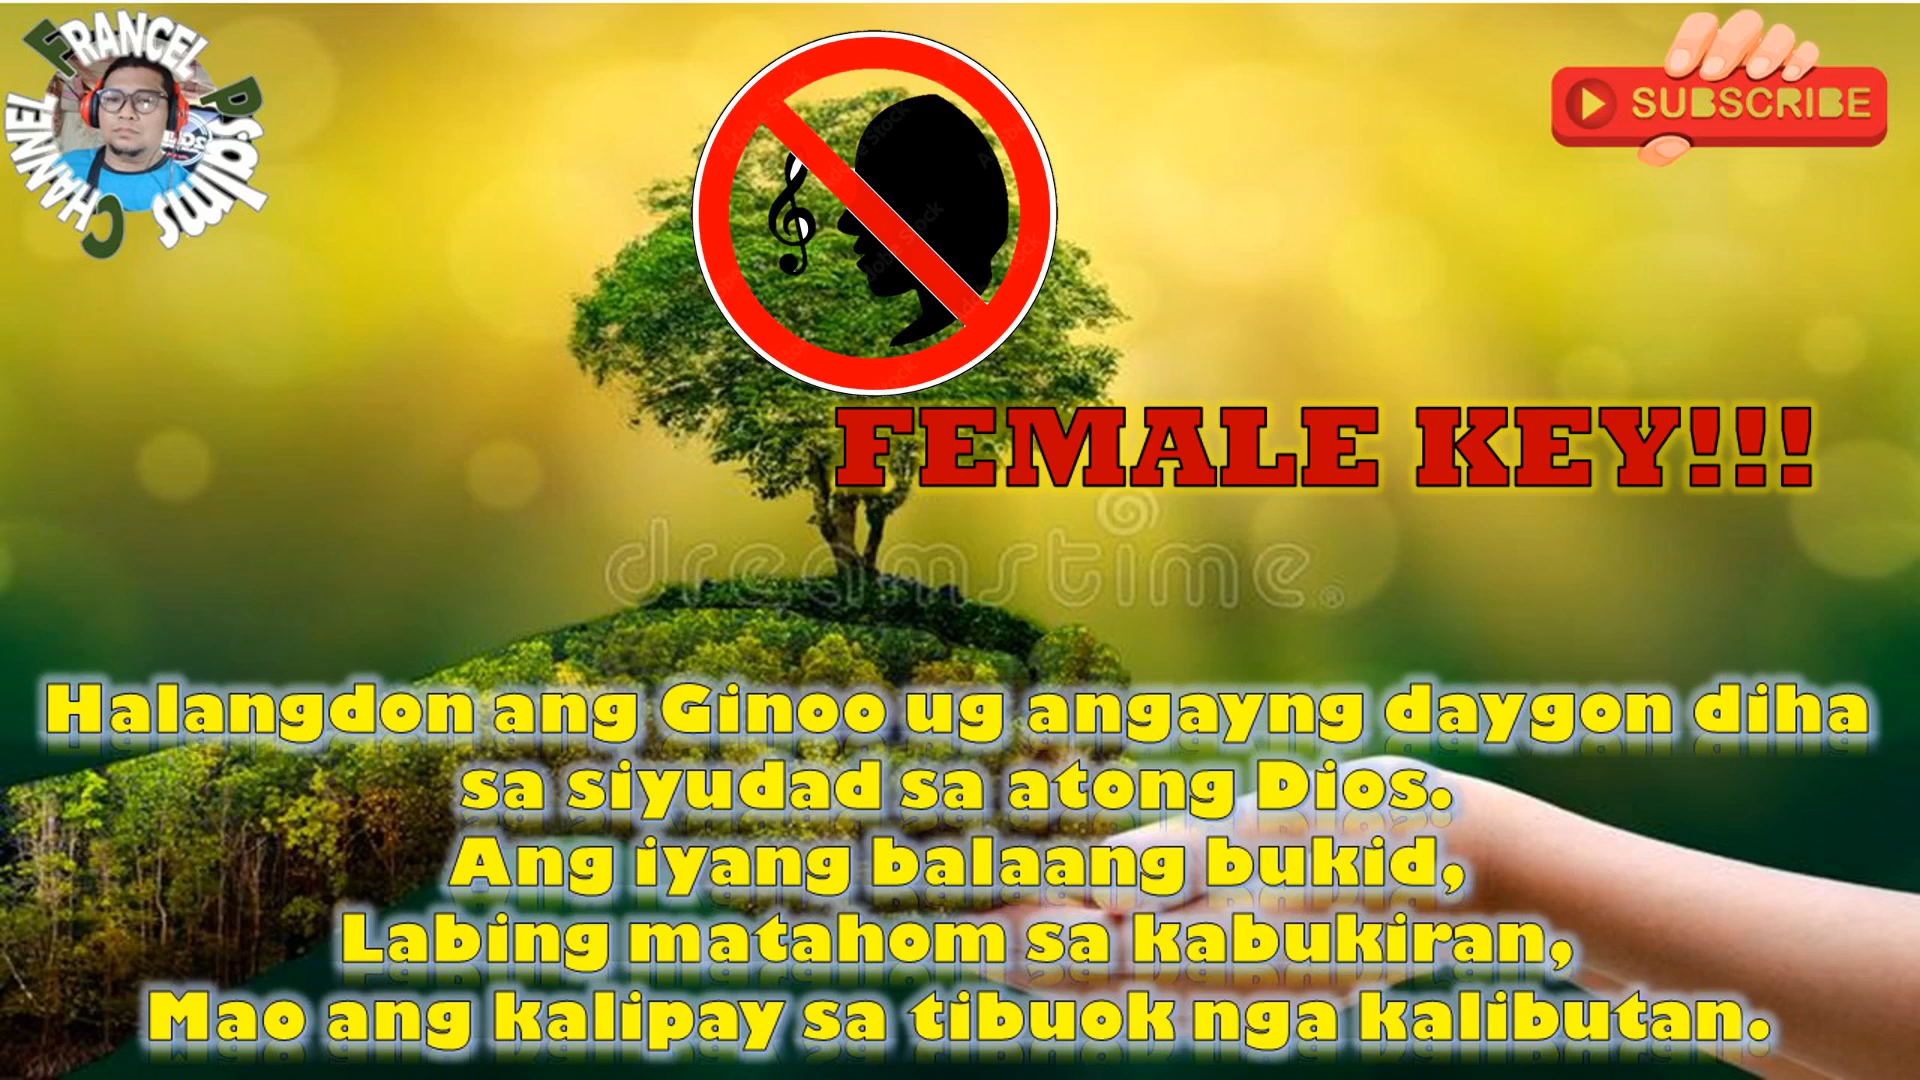 FRANCEL Psalms CHANNEL
SUBSCRIBE
FEMALE KEY!!!
dreamstime®
Halangdon ang Ginoo ug angayng daygon diha
sa siyudad sa atong Dios.
Ang iyang balaang bukid,
Labing matahom sa kabukiran,
Mao ang kalipay sa tibuok nga kalibutan.